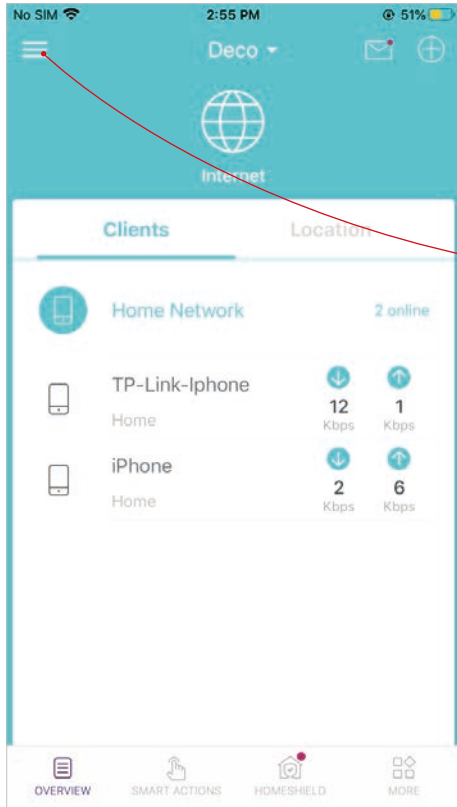 No SIM 2:55 PM 51%
Deco
Internet
Clients Location
Home Network 2 online
TP-Link-Iphone 12 1
Home Kbps Kbps
iPhone 2 6
Home Kbps Kbps
OVERVIEW SMART ACTIONS HOMESHIELD MORE